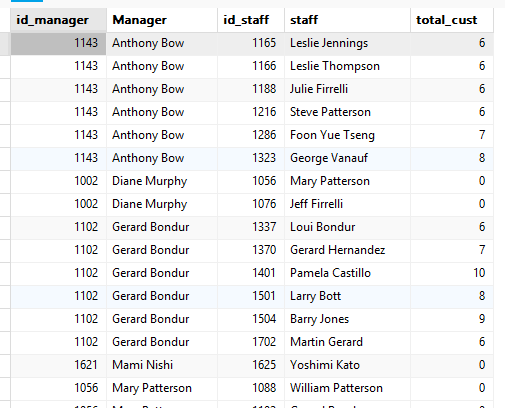 id_manager Manager id_staff staff total_cust
1143 Anthony Bow 1165 Leslie Jennings 6
1143 Anthony Bow 1166 Leslie Thompson 6
1143 Anthony Bow 1188 Julie Firrelli 6
1143 Anthony Bow 1216 Steve Patterson 6
1143 Anthony Bow 1286 Foon Yue Tseng 7
1143 Anthony Bow 1323 George Vanauf 8
1002 Diane Murphy 1056 Mary Patterson 0
1002 Diane Murphy 1076 Jeff Firrelli 0
1102 Gerard Bondur 1337 Loui Bondur 6
1102 Gerard Bondur 1370 Gerard Hernandez 7
1102 Gerard Bondur 1401 Pamela Castillo 10
1102 Gerard Bondur 1501 Larry Bott 8
1102 Gerard Bondur 1504 Barry Jones 9
1102 Gerard Bondur 1702 Martin Gerard 6
1621 Mami Nishi 1625 Yoshimi Kato 0
1056 Mary Patterson 1088 William Patterson 0